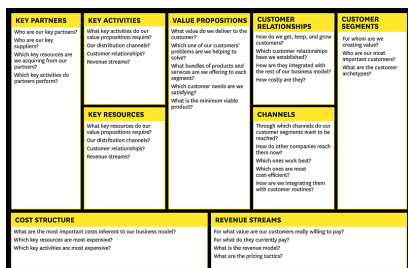 KEY PARTNERS
Who are our key partners?
Who are our key
suppliers?
Which key resources are
we acquiring from our
partners?
Which key activities do
partners perform?
KEY ACTIVITIES
What key activities do our
value propositions require?
Our distribution channels?
Customer relationships?
Revenue streams?
KEY RESOURCES
What key resources do our
value propositions require?
Our distribution channels?
Customer relationships?
Revenue streams?
VALUE PROPOSITIONS
What value do we deliver to the
customer?
Which one of our customers'
problems are we helping to
solve?
What bundles of products and
services are we offering to each
segment?
Which customer needs are we
satisfying?
What is the minimum viable
product?
CUSTOMER
RELATIONSHIPS
How do we get, keep, and grow
customers?
Which customer relationships
have we established?
How are they integrated with
the rest of our business model?
How costly are they?
CHANNELS
Through which channels do our
customer segments want to be
reached?
How do other companies reach
them now?
Which ones work best?
Which ones are most
cost-efficient?
How are we integrating them
with customer routines?
CUSTOMER
SEGMENTS
For whom are we
creating value?
Who are our most
important customers?
What are the customer
archetypes?
COST STRUCTURE
What are the most important costs inherent to our business model?
Which key resources are most expensive?
Which key activities are most expensive?
REVENUE STREAMS
For what value are our customers really willing to pay?
For what do they currently pay?
What is the revenue model?
What are the pricing tactics?